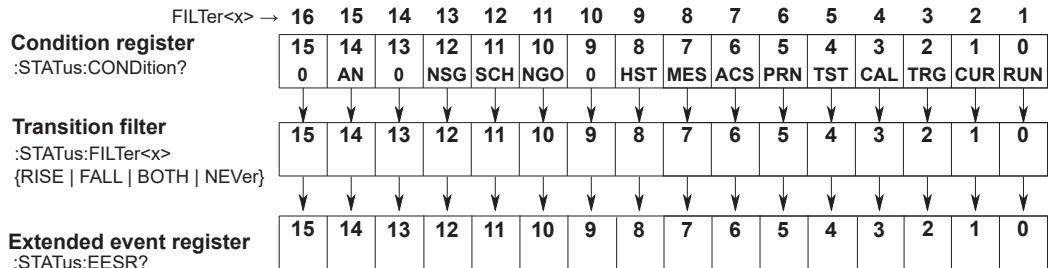 FILTer<x> → 16 15 14 13 12 11 10 9 8 7 6 5 4 3 2 1
Condition register
:STATus:CONDition?
15 14 13 12 11 10 9 8 7 6 5 4 3 2 1 0
0 AN 0 NSG SCH NGO 0 HST MES ACS PRN TST CAL TRG CUR RUN
Transition filter
:STATus:FILTer<x>
{RISE | FALL | BOTH | NEVer}
15 14 13 12 11 10 9 8 7 6 5 4 3 2 1 0
Extended event register
:STATus:EESR?
15 14 13 12 11 10 9 8 7 6 5 4 3 2 1 0